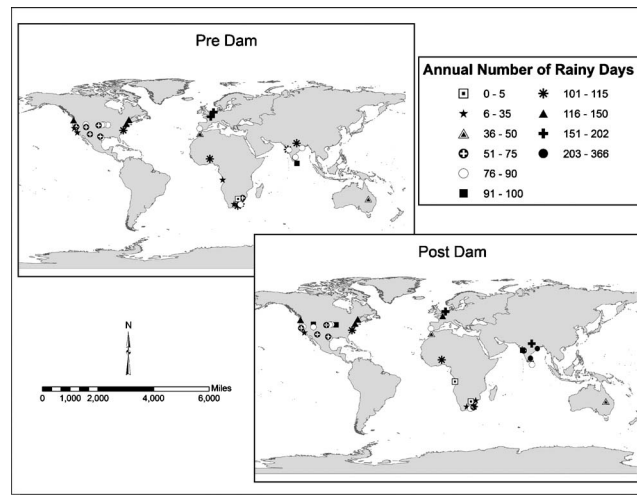 Pre Dam
Annual Number of Rainy Days
0 - 5
6 - 35
36 - 50
51 - 75
76 - 90
91 - 100
101 - 115
116 - 150
151 - 202
203 - 366
Post Dam
N
Miles
0 1,000 2,000 4,000 6,000